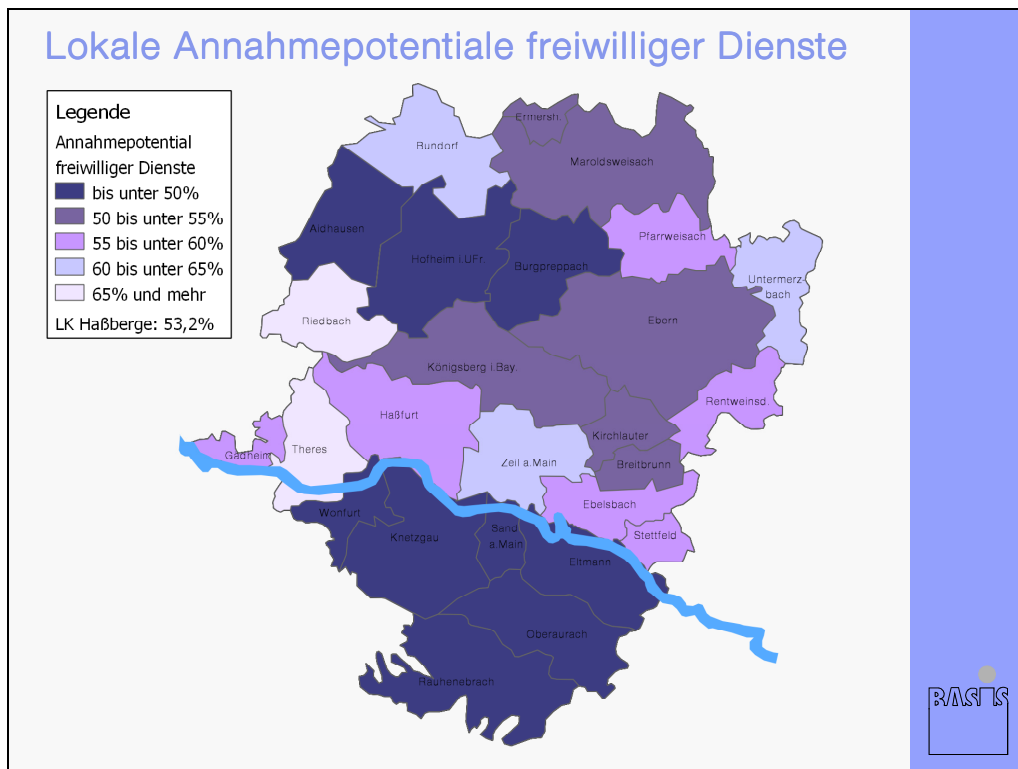 Lokale Annahmepotentiale freiwilliger Dienste
Legende
Annahmepotential
freiwilliger Dienste
bis unter 50%
50 bis unter 55%
55 bis unter 60%
60 bis unter 65%
65% und mehr
LK Haßberge: 53,2%
Ermersh.
Bundorf
Maroldsweisach
Aidhausen
Pfarrweisach
Hofheim i.UFr.
Burgpreppach
Untermerz-
bach
Riedbach
Ebern
Königsberg i.Bay.
Rentweinsd.
Haßfurt
Kirchlauter
Theres
Gädheim
Zeil a.Main
Breitbrunn
Ebelsbach
Wonfurt
Knetzgau
Sand
a.Main
Stettfeld
Eltmann
Oberaurach
Rauhenebrach
BASIS